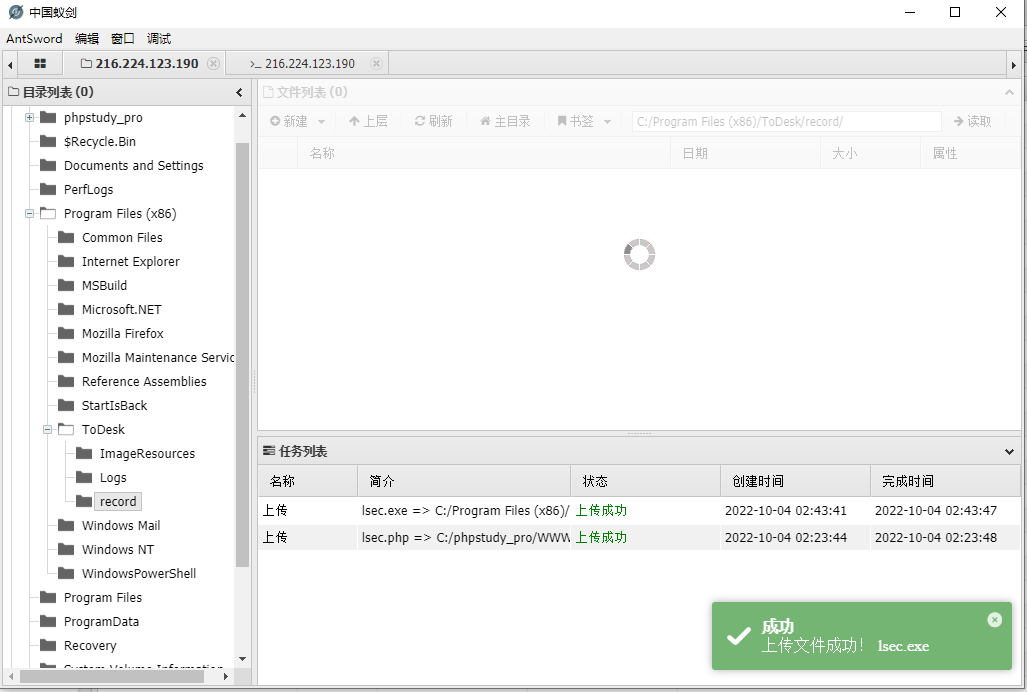 中国蚁剑
AntSword 编辑 窗口 调试
216.224.123.190 >_ 216.224.123.190
目录列表 (0)
phpstudy_pro
$Recycle.Bin
Documents and Settings
PerfLogs
Program Files (x86)
Common Files
Internet Explorer
MSBuild
Microsoft.NET
Mozilla Firefox
Mozilla Maintenance Servic
Reference Assemblies
StartIsBack
ToDesk
ImageResources
Logs
record
Windows Mail
Windows NT
WindowsPowerShell
Program Files
ProgramData
Recovery
System Volume Information
文件列表 (0)
新建 上层 刷新 主目录 书签 C:/Program Files (x86)/ToDesk/record/ 读取
名称 日期 大小 属性
任务列表
名称 简介 状态 创建时间 完成时间
上传 lsec.exe => C:/Program Files (x86)/ 上传成功 2022-10-04 02:43:41 2022-10-04 02:43:47
上传 lsec.php => C:/phpstudy_pro/WWW 上传成功 2022-10-04 02:23:44 2022-10-04 02:23:48
成功
上传文件成功! lsec.exe